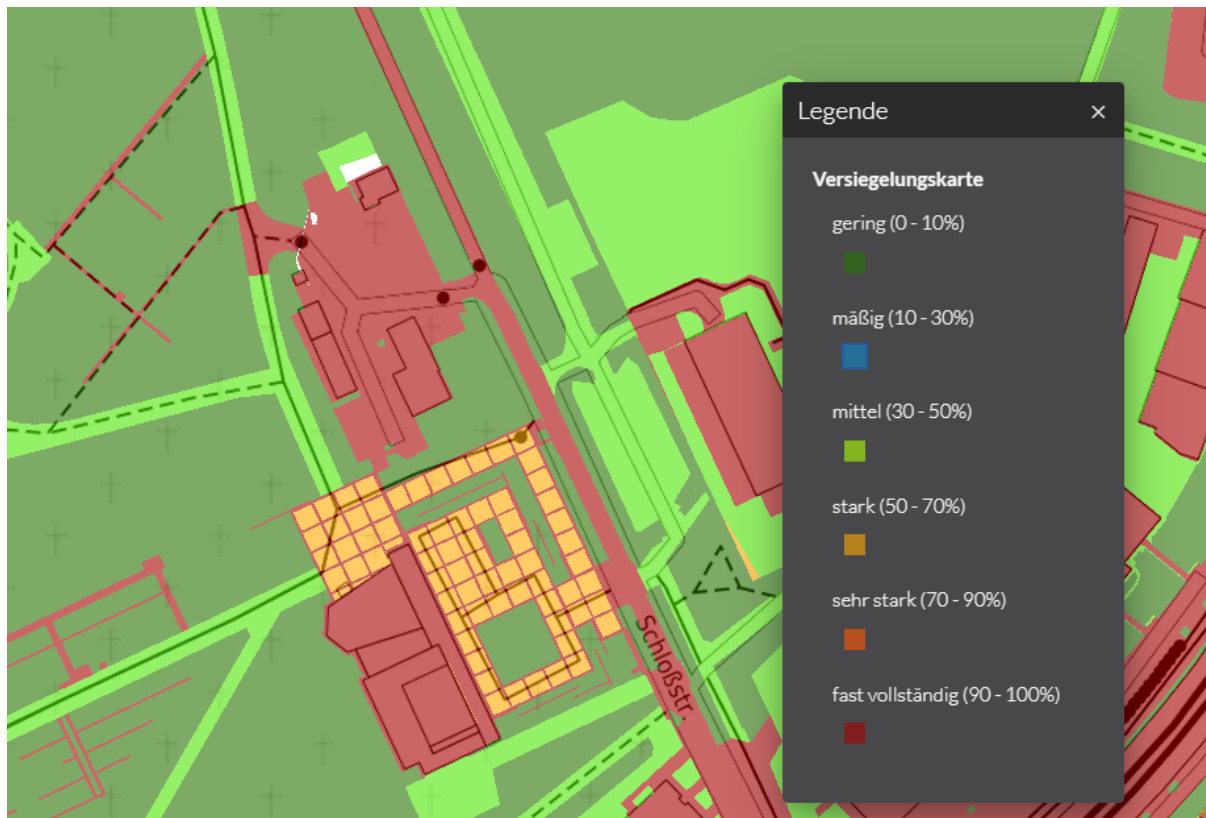 Legende ×
Versiegelungskarte
gering (0 - 10%)
mäßig (10 - 30%)
mittel (30 - 50%)
stark (50 - 70%)
sehr stark (70 - 90%)
fast vollständig (90 - 100%)
Schloßstr.